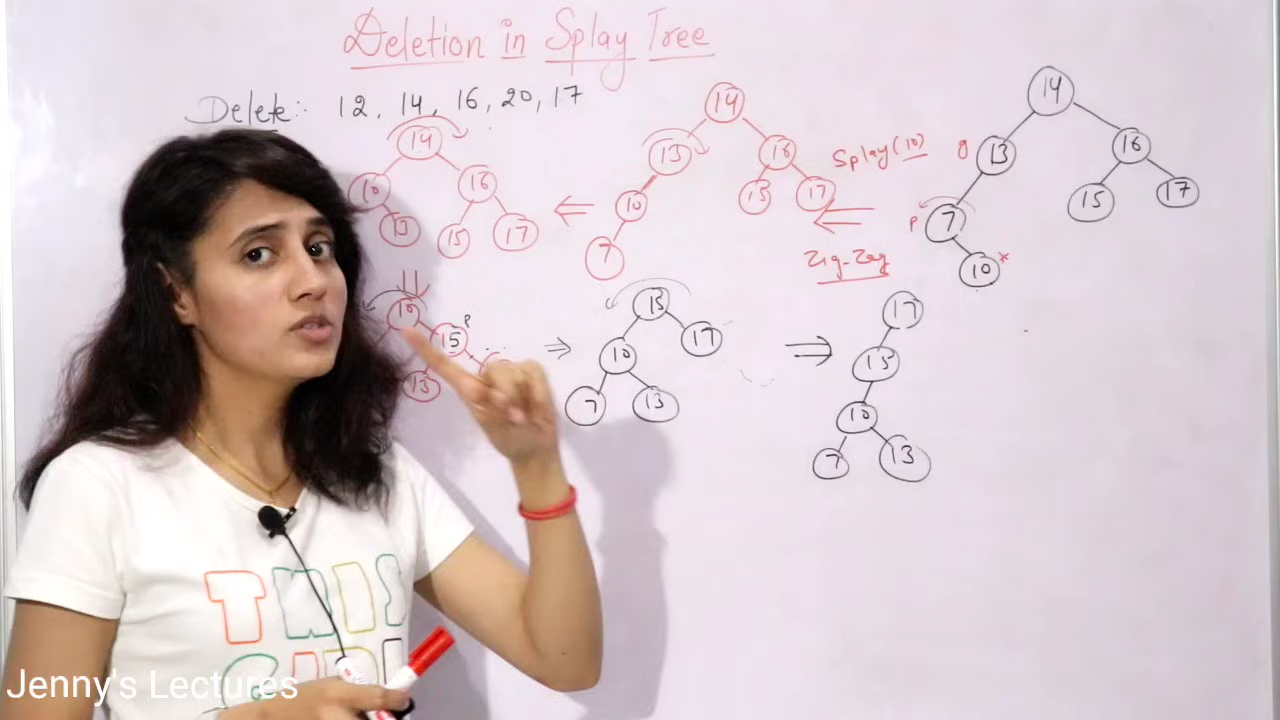 Deletion in Splay Tree
Delete:- 12, 14, 16, 20, 17
14
10 16
13 15 17
14
13 16
10 15 17
7
Splay (10)
Zig-Zag
14
g 13 16
p 7 15 17
10 x
10
15 p
13
15
10 17
7 13
17
15
10
7 13
THIS
GIRL
Jenny's Lectures